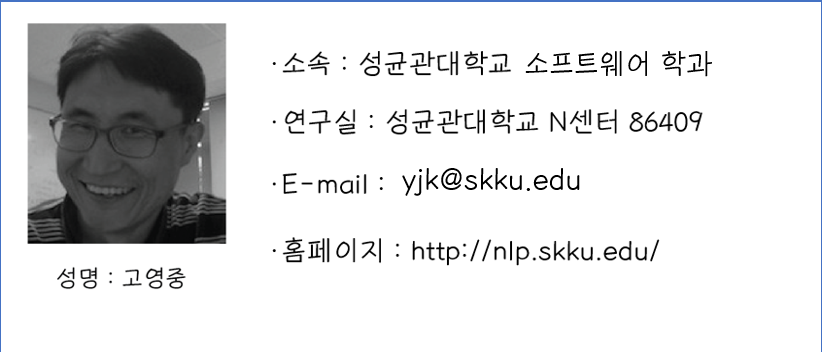 · 소속 : 성균관대학교 소프트웨어 학과
· 연구실 : 성균관대학교 N센터 86409
· E-mail : yjk@skku.edu
· 홈페이지 : http://nlp.skku.edu/
성명 : 고영중